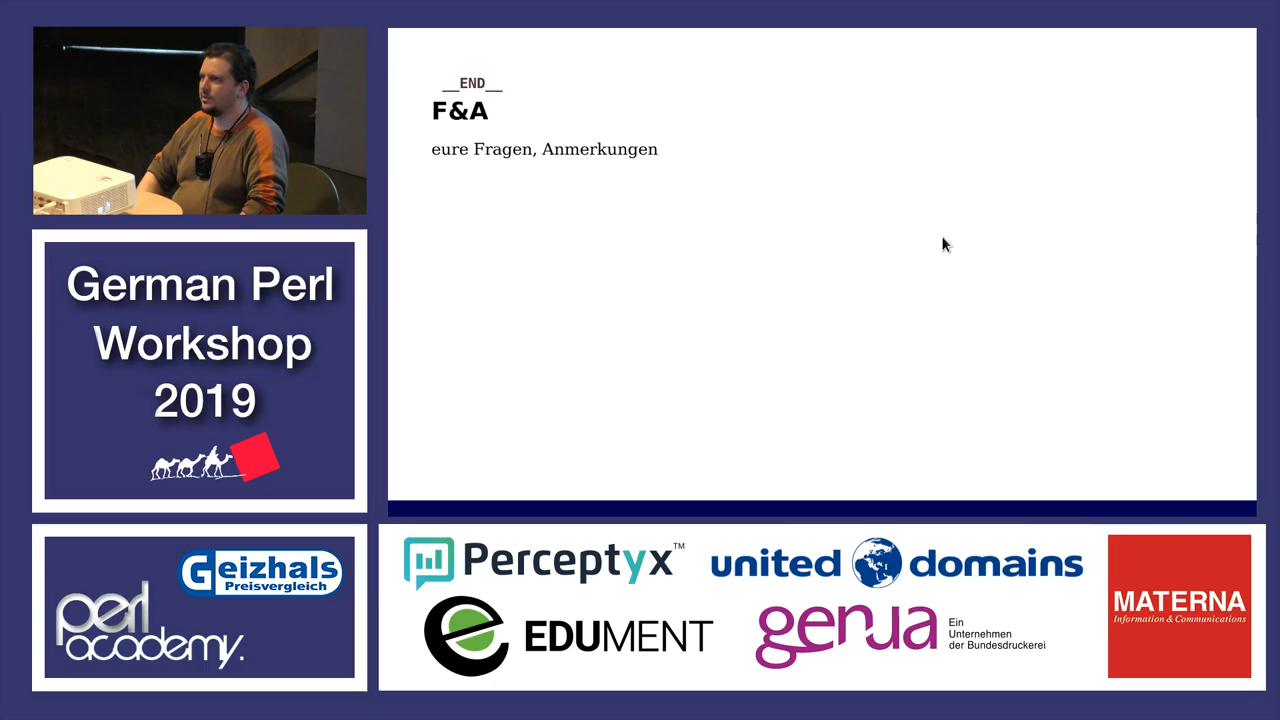 __END__
F&A
eure Fragen, Anmerkungen
German Perl
Workshop
2019
Geizhals
Preisvergleich
perl
academy.
Perceptyx™
united domains
EDUMENT
genua
Ein
Unternehmen
der Bundesdruckerei
MATERNA
Information & Communications